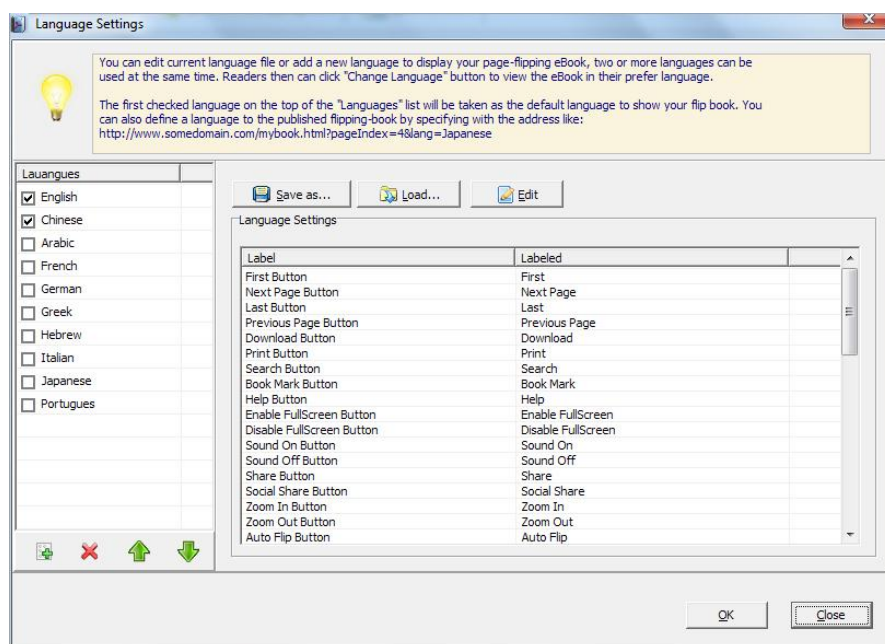 Language Settings
You can edit current language file or add a new language to display your page-flipping eBook, two or more languages can be
used at the same time. Readers then can click "Change Language" button to view the eBook in their prefer language.
The first checked language on the top of the "Languages" list will be taken as the default language to show your flip book. You
can also define a language to the published flipping-book by specifying with the address like:
http://www.somedomain.com/mybook.html?pageIndex=4&lang=Japanese
Lauangues
English
Chinese
Arabic
French
German
Greek
Hebrew
Italian
Japanese
Portugues
Save as... Load... Edit
Language Settings
Label Labeled
First Button First
Next Page Button Next Page
Last Button Last
Previous Page Button Previous Page
Download Button Download
Print Button Print
Search Button Search
Book Mark Button Book Mark
Help Button Help
Enable FullScreen Button Enable FullScreen
Disable FullScreen Button Disable FullScreen
Sound On Button Sound On
Sound Off Button Sound Off
Share Button Share
Social Share Button Social Share
Zoom In Button Zoom In
Zoom Out Button Zoom Out
Auto Flip Button Auto Flip
OK Close